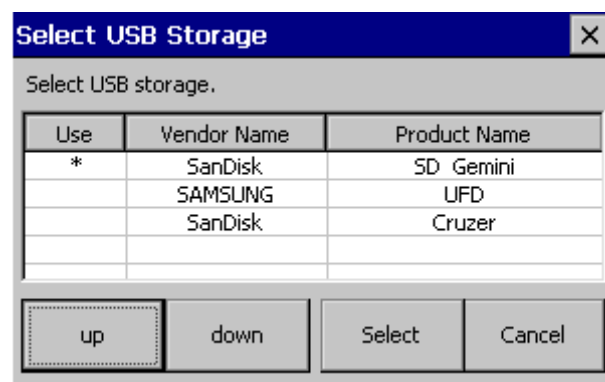 Select USB Storage
Select USB storage.
Use Vendor Name Product Name
* SanDisk SD Gemini
SAMSUNG UFD
SanDisk Cruzer
up down Select Cancel